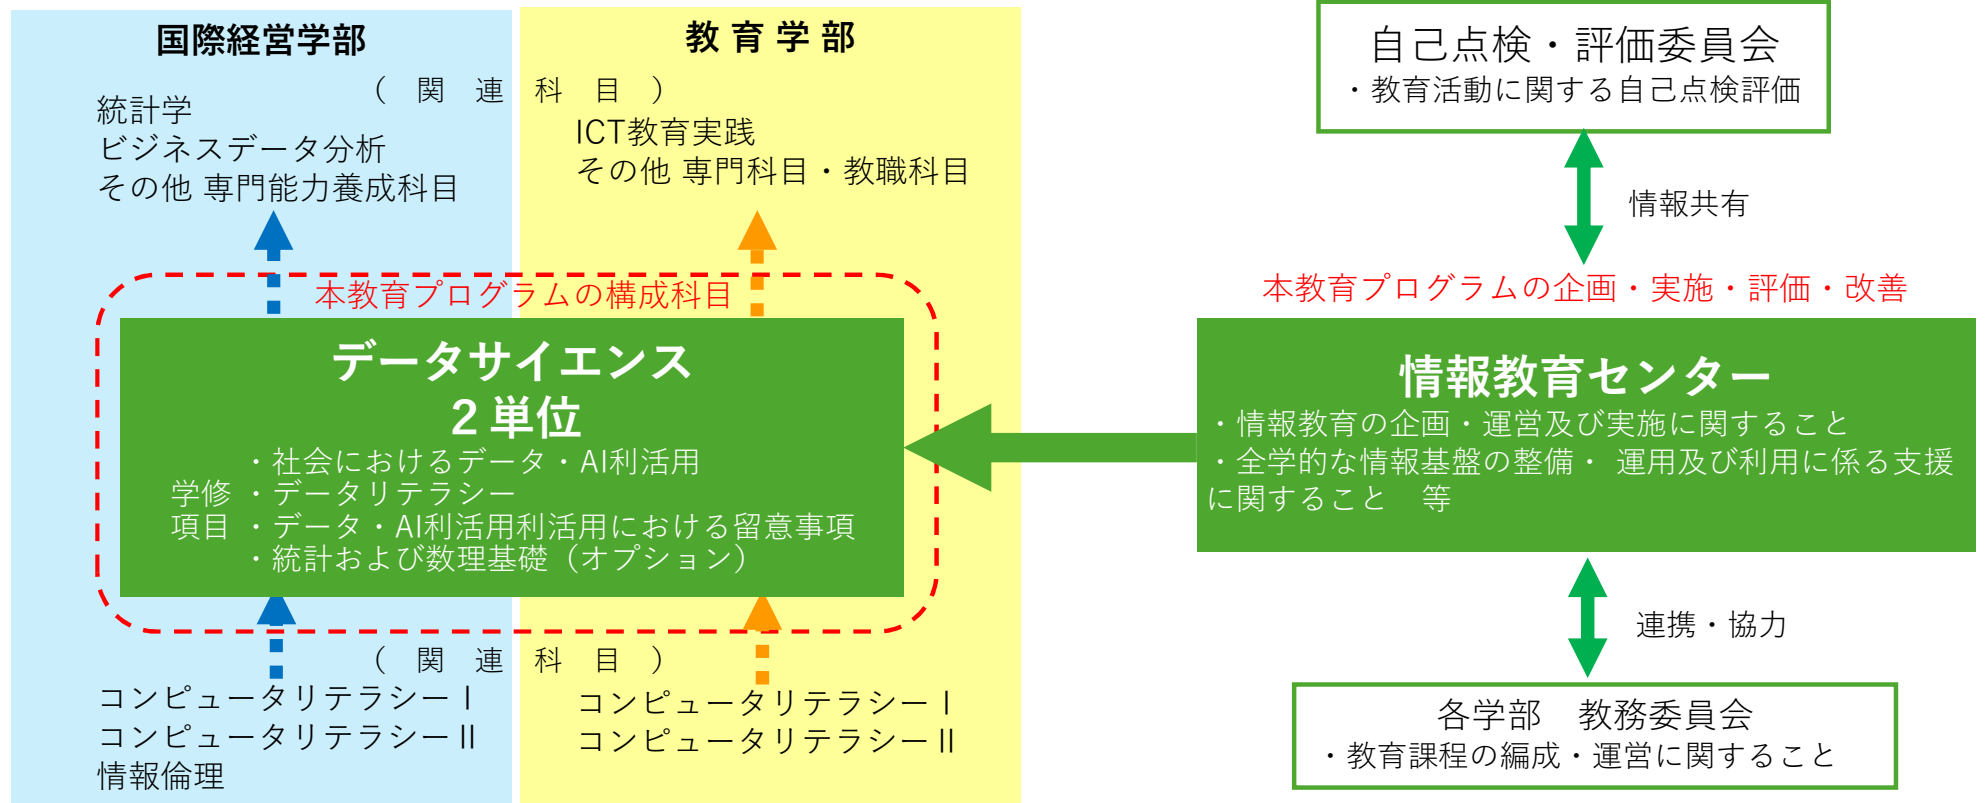 国際経営学部
教 育 学 部
（ 関 連 科 目 ）
統計学
ビジネスデータ分析
その他 専門能力養成科目
ICT教育実践
その他 専門科目・教職科目
本教育プログラムの構成科目
データサイエンス
２単位
・社会におけるデータ・AI利活用
学修 ・データリテラシー
項目 ・データ・AI利活用利活用における留意事項
・統計および数理基礎（オプション）
（ 関 連 科 目 ）
コンピュータリテラシーⅠ
コンピュータリテラシーⅡ
情報倫理
コンピュータリテラシーⅠ
コンピュータリテラシーⅡ
自己点検・評価委員会
・教育活動に関する自己点検評価
情報共有
本教育プログラムの企画・実施・評価・改善
情報教育センター
・情報教育の企画・運営及び実施に関すること
・全学的な情報基盤の整備・ 運用及び利用に係る支援
に関すること　等
連携・協力
各学部　教務委員会
・教育課程の編成・運営に関すること